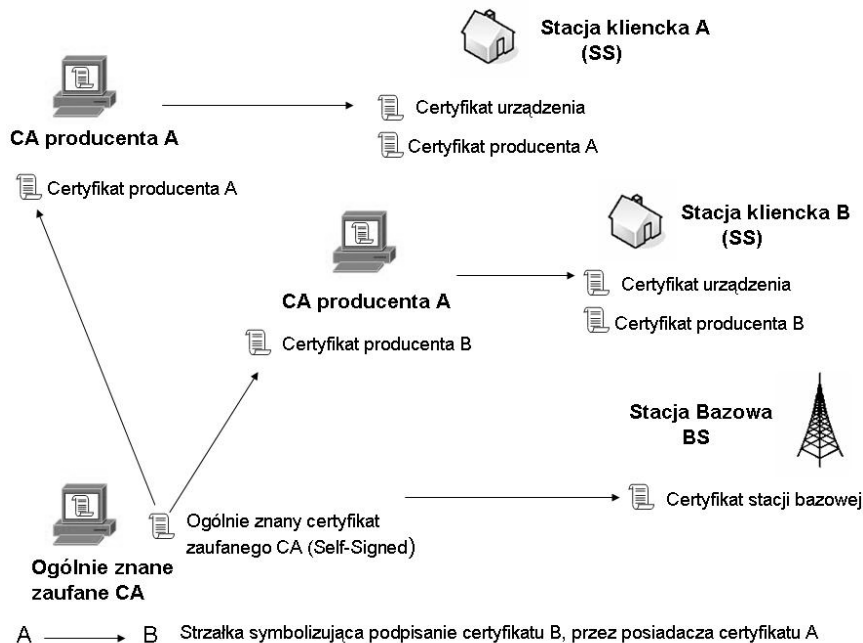 Stacja kliencka A
(SS)
Certyfikat urządzenia
Certyfikat producenta A
CA producenta A
Certyfikat producenta A
Stacja kliencka B
(SS)
Certyfikat urządzenia
Certyfikat producenta B
CA producenta A
Certyfikat producenta B
Stacja Bazowa
BS
Certyfikat stacji bazowej
Ogólnie znany certyfikat
zaufanego CA (Self-Signed)
Ogólnie znane
zaufane CA
A B Strzałka symbolizująca podpisanie certyfikatu B, przez posiadacza certyfikatu A